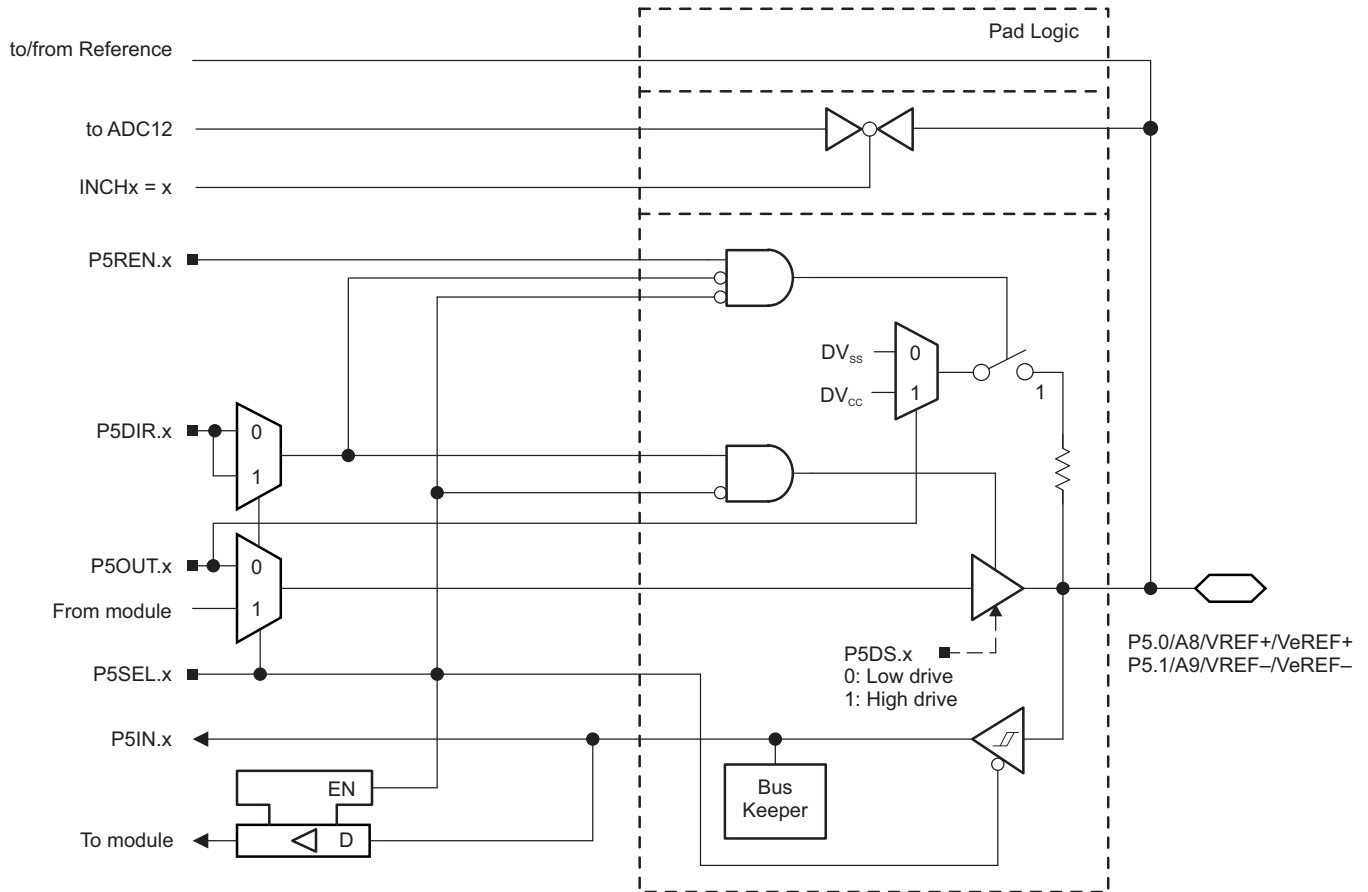 Pad Logic
to/from Reference
to ADC12
INCHx = x
P5REN.x
DVSS
0
DVCC
1
1
P5DIR.x
0
1
P5OUT.x
0
From module
1
P5DS.x
0: Low drive
1: High drive
P5.0/A8/VREF+/VeREF+
P5.1/A9/VREF–/VeREF–
P5SEL.x
P5IN.x
Bus
Keeper
EN
To module
D